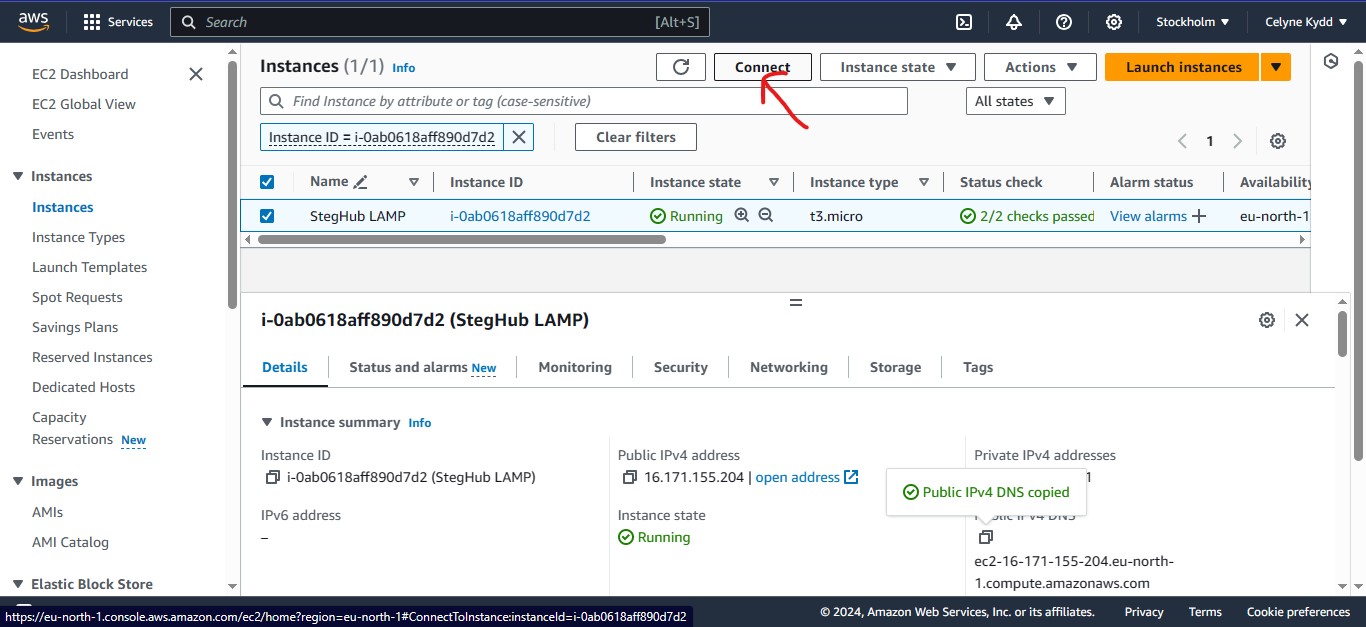 aws Services Search [Alt+S] Stockholm Celyne Kydd
EC2 Dashboard
EC2 Global View
Events
Instances
Instances
Instance Types
Launch Templates
Spot Requests
Savings Plans
Reserved Instances
Dedicated Hosts
Capacity
Reservations New
Images
AMIs
AMI Catalog
Elastic Block Store
Instances (1/1) Info Connect Instance state Actions Launch instances
Find Instance by attribute or tag (case-sensitive) All states
Instance ID = i-0ab0618aff890d7d2 Clear filters 1
Name Instance ID Instance state Instance type Status check Alarm status Availability
StegHub LAMP i-0ab0618aff890d7d2 Running t3.micro 2/2 checks passed View alarms eu-north-1
i-0ab0618aff890d7d2 (StegHub LAMP)
Details Status and alarms New Monitoring Security Networking Storage Tags
Instance summary Info
Instance ID
i-0ab0618aff890d7d2 (StegHub LAMP)
IPv6 address
–
Public IPv4 address
16.171.155.204 | open address
Instance state
Running
Private IPv4 addresses
1
Public IPv4 DNS copied
Public IPv4 DNS
ec2-16-171-155-204.eu-north-
1.compute.amazonaws.com
https://eu-north-1.console.aws.amazon.com/ec2/home?region=eu-north-1#ConnectToInstance:instanceId=i-0ab0618aff890d7d2
© 2024, Amazon Web Services, Inc. or its affiliates. Privacy Terms Cookie preferences